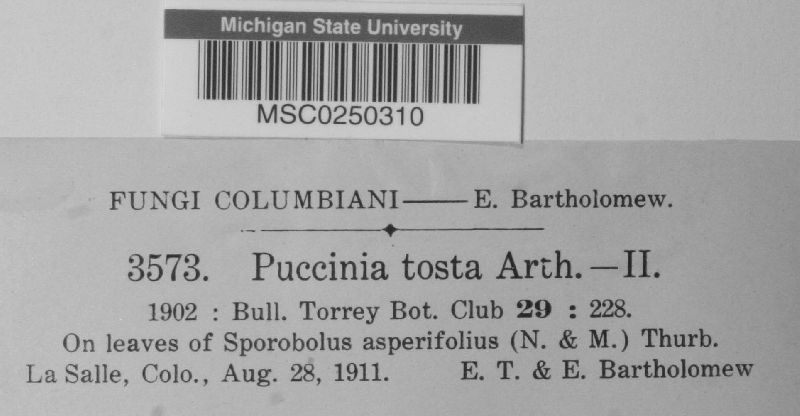 Michigan State University
MSC0250310
FUNGI COLUMBIANI—— E. Bartholomew.
3573. Puccinia tosta Arth.—II.
1902 : Bull. Torrey Bot. Club 29 : 228.
On leaves of Sporobolus asperifolius (N. & M.) Thurb.
La Salle, Colo., Aug. 28, 1911. E. T. & E. Bartholomew